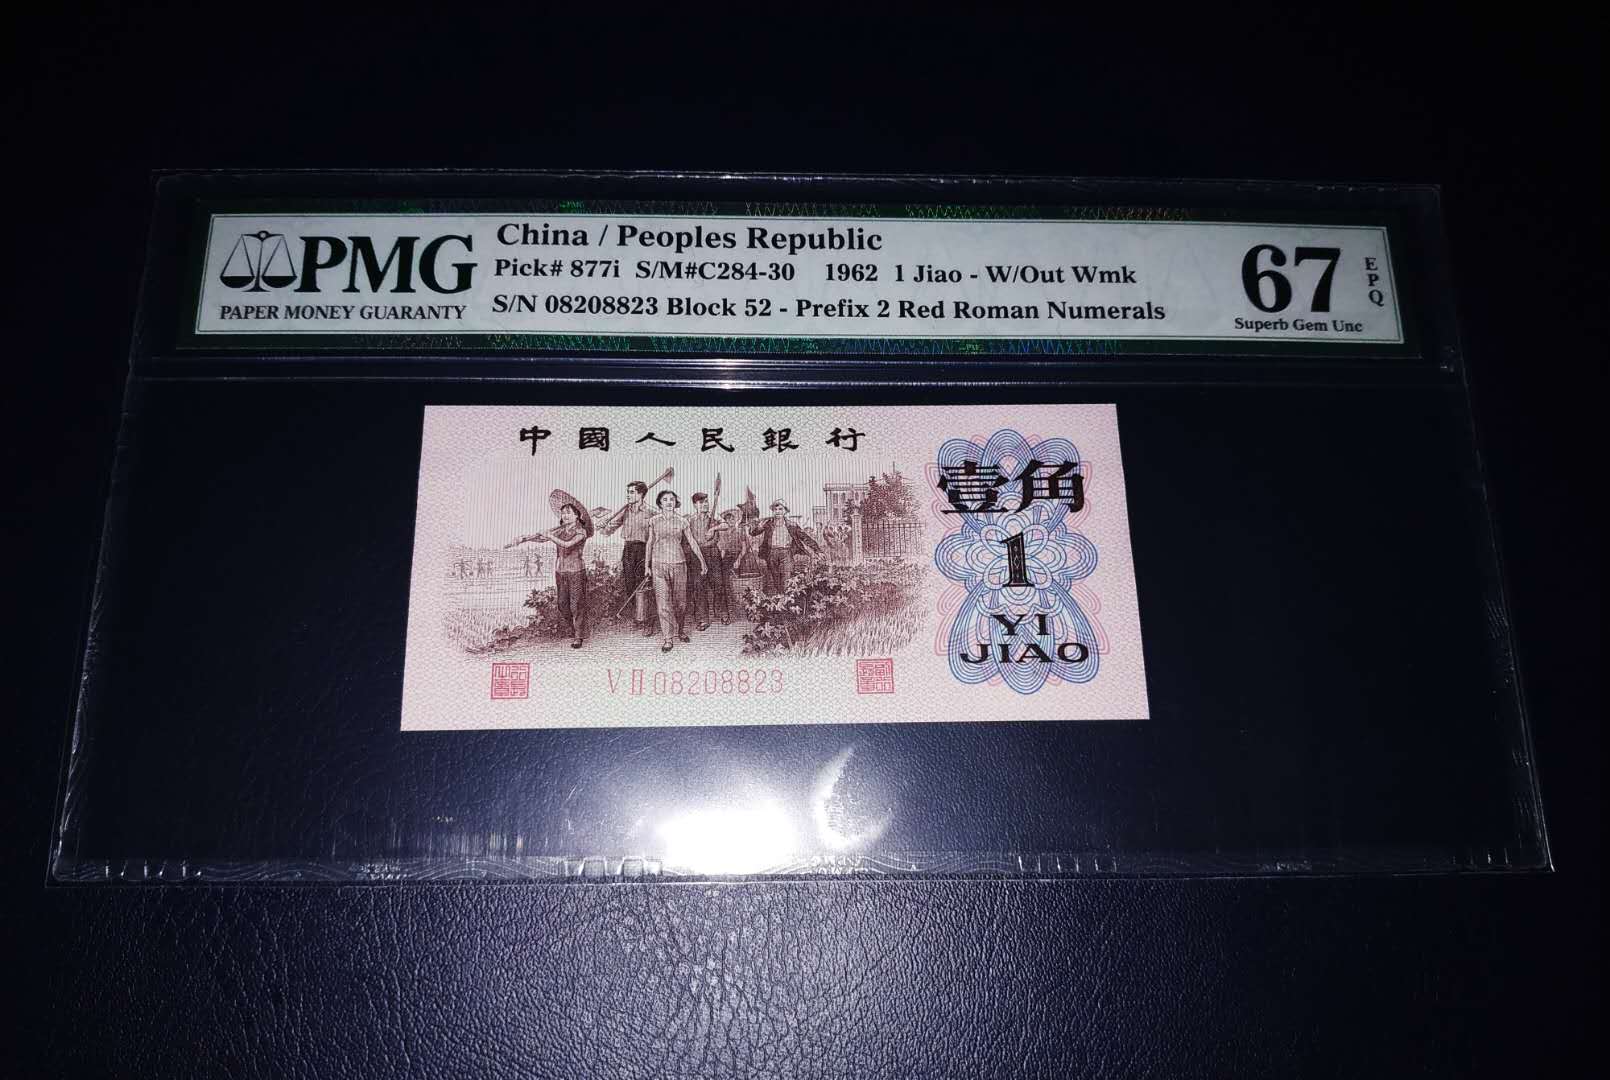 PMG
PAPER MONEY GUARANTY
China / Peoples Republic
Pick# 877i S/M#C284-30 1962 1 Jiao - W/Out Wmk
S/N 08208823 Block 52 - Prefix 2 Red Roman Numerals
67
EPQ
Superb Gem Unc
中國人民銀行
壹角
1
YI
JIAO
V II 08208823